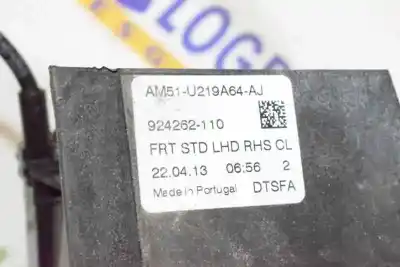 LOGR
AM51-U219A64-AJ
924262-110
FRT STD LHD RHS CL
22.04.13 06:56 2
Made in Portugal DTSFA